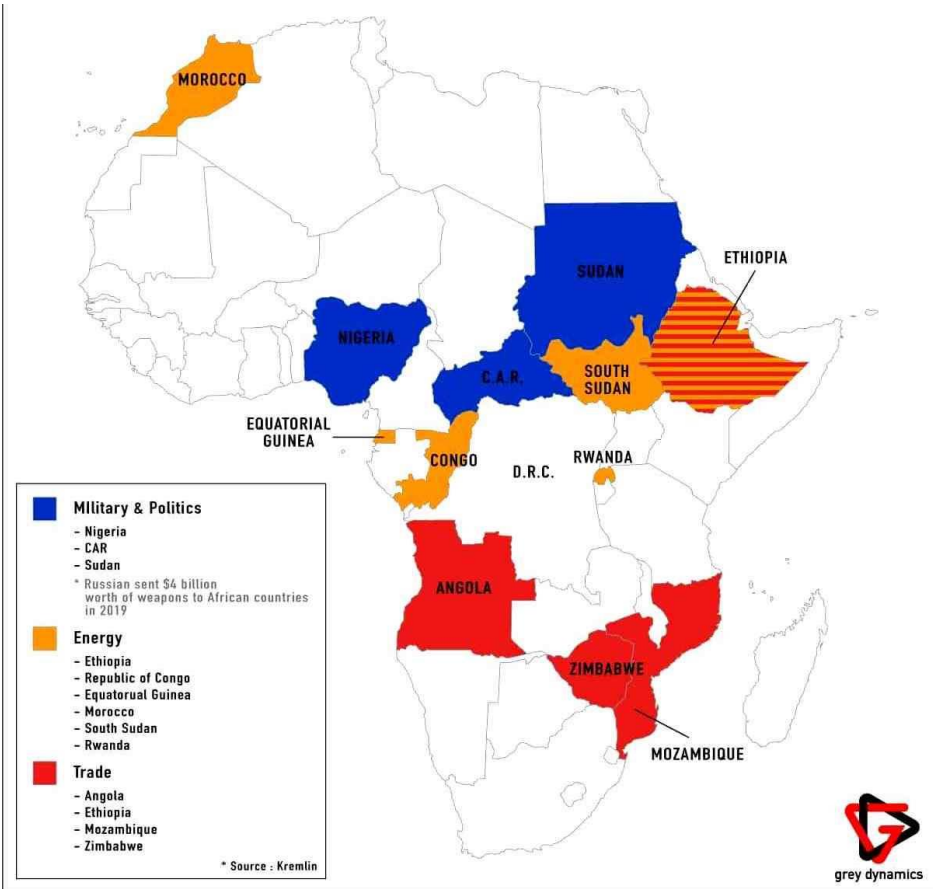 MOROCCO
SUDAN
ETHIOPIA
NIGERIA
C.A.R.
SOUTH
SUDAN
EQUATORIAL
GUINEA
CONGO
D.R.C.
RWANDA
ANGOLA
ZIMBABWE
MOZAMBIQUE
MIlitary & Politics
- Nigeria
- CAR
- Sudan
* Russian sent $4 billion
worth of weapons to African countries
in 2019
Energy
- Ethiopia
- Republic of Congo
- Equatorual Guinea
- Morocco
- South Sudan
- Rwanda
Trade
- Angola
- Ethiopia
- Mozambique
- Zimbabwe
* Source : Kremlin
grey dynamics